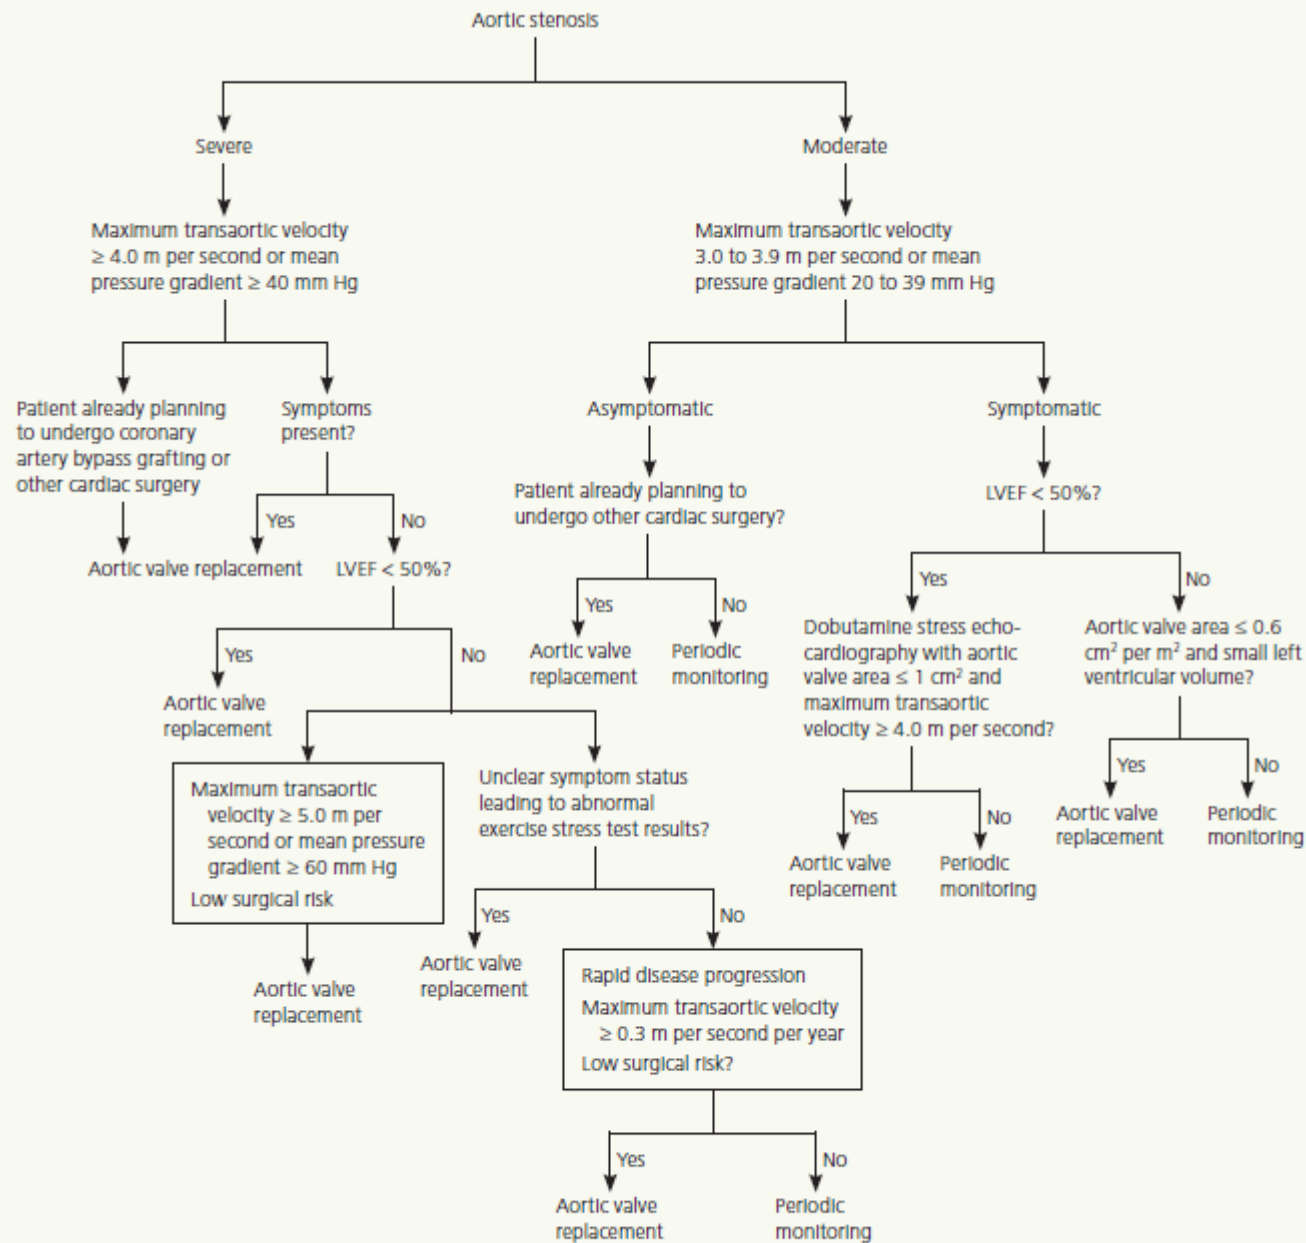 Aortic stenosis
Severe
Moderate
Maximum transaortic velocity
≥ 4.0 m per second or mean
pressure gradient ≥ 40 mm Hg
Maximum transaortic velocity
3.0 to 3.9 m per second or mean
pressure gradient 20 to 39 mm Hg
Patient already planning
to undergo coronary
artery bypass grafting or
other cardiac surgery
Symptoms
present?
Asymptomatic
Symptomatic
Patient already planning to
undergo other cardiac surgery?
LVEF < 50%?
Yes
No
Aortic valve replacement
LVEF < 50%?
Yes
No
Aortic valve
replacement
Periodic
monitoring
Yes
No
Dobutamine stress echo-
cardiography with aortic
valve area ≤ 1 cm² and
maximum transaortic
velocity ≥ 4.0 m per second?
Aortic valve area ≤ 0.6
cm² per m² and small left
ventricular volume?
Yes
No
Aortic valve
replacement
Maximum transaortic
velocity ≥ 5.0 m per
second or mean pressure
gradient ≥ 60 mm Hg
Low surgical risk
Unclear symptom status
leading to abnormal
exercise stress test results?
Yes
No
Aortic valve
replacement
Periodic
monitoring
Yes
No
Aortic valve
replacement
Periodic
monitoring
Aortic valve
replacement
Yes
No
Aortic valve
replacement
Rapid disease progression
Maximum transaortic velocity
≥ 0.3 m per second per year
Low surgical risk?
Yes
No
Aortic valve
replacement
Periodic
monitoring